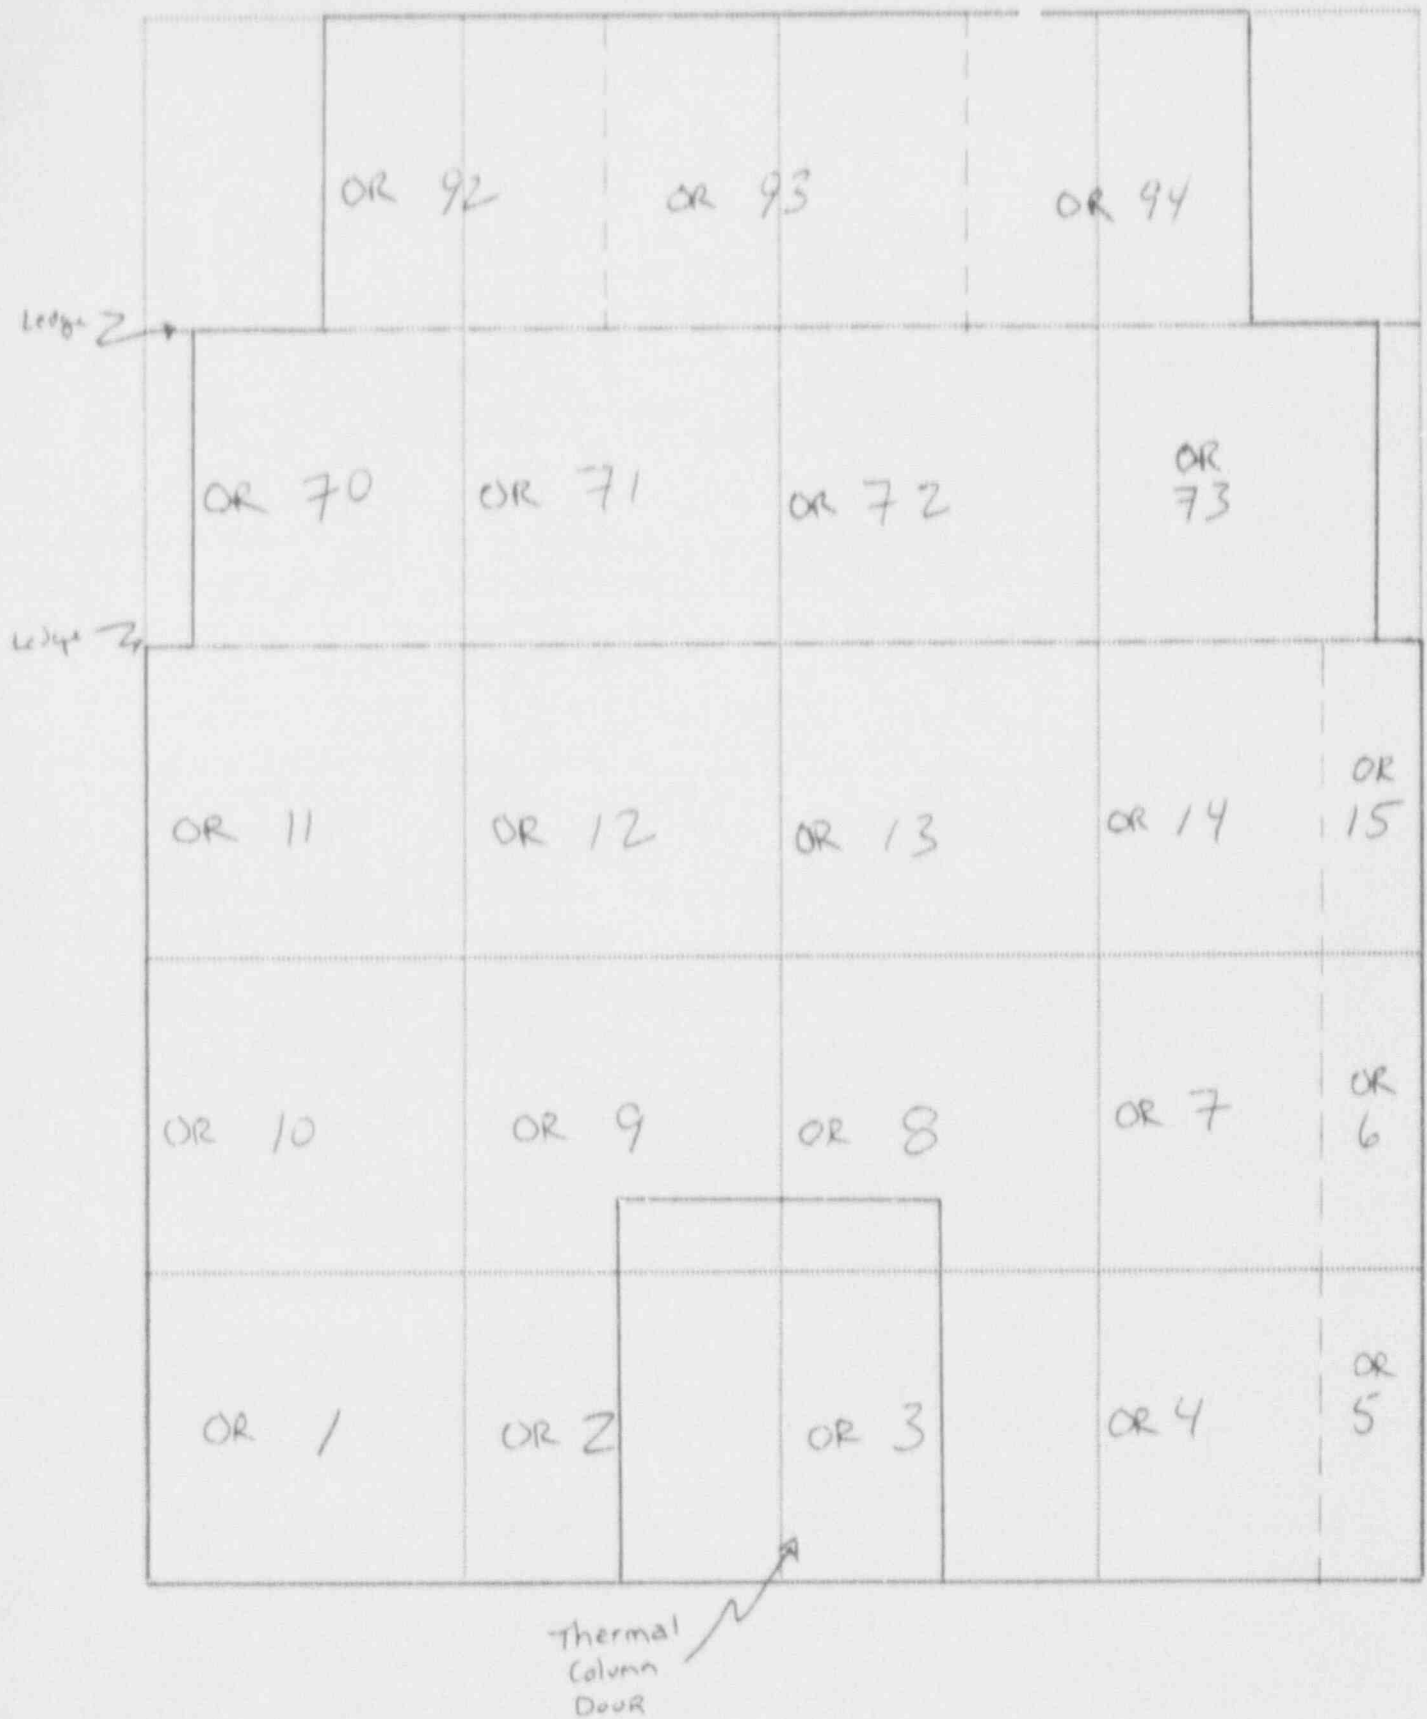 OR 92 OR 93 OR 94
Ledge
OR 70 OR 71 OR 72 OR 73
Ledge
OR 11 OR 12 OR 13 OR 14 OR 15
OR 10 OR 9 OR 8 OR 7 OR 6
OR 1 OR 2 OR 3 OR 4 OR 5
Thermal
Column
DooR